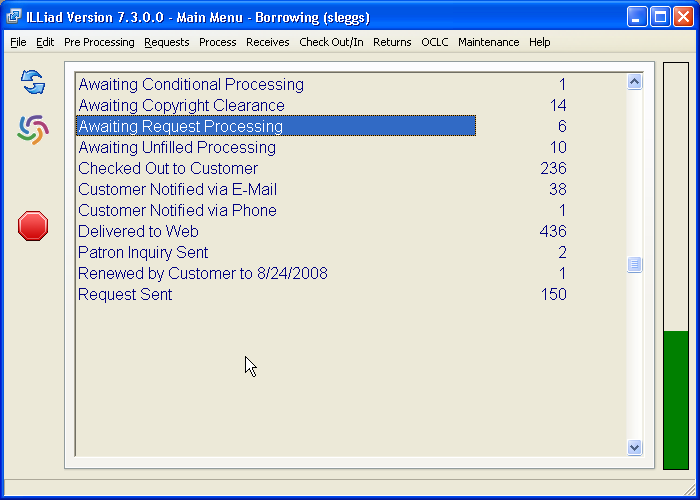 ILLiad Version 7.3.0.0 - Main Menu - Borrowing (sleggs)
File Edit Pre Processing Requests Process Receives Check Out/In Returns OCLC Maintenance Help
Awaiting Conditional Processing 1
Awaiting Copyright Clearance 14
Awaiting Request Processing 6
Awaiting Unfilled Processing 10
Checked Out to Customer 236
Customer Notified via E-Mail 38
Customer Notified via Phone 1
Delivered to Web 436
Patron Inquiry Sent 2
Renewed by Customer to 8/24/2008 1
Request Sent 150